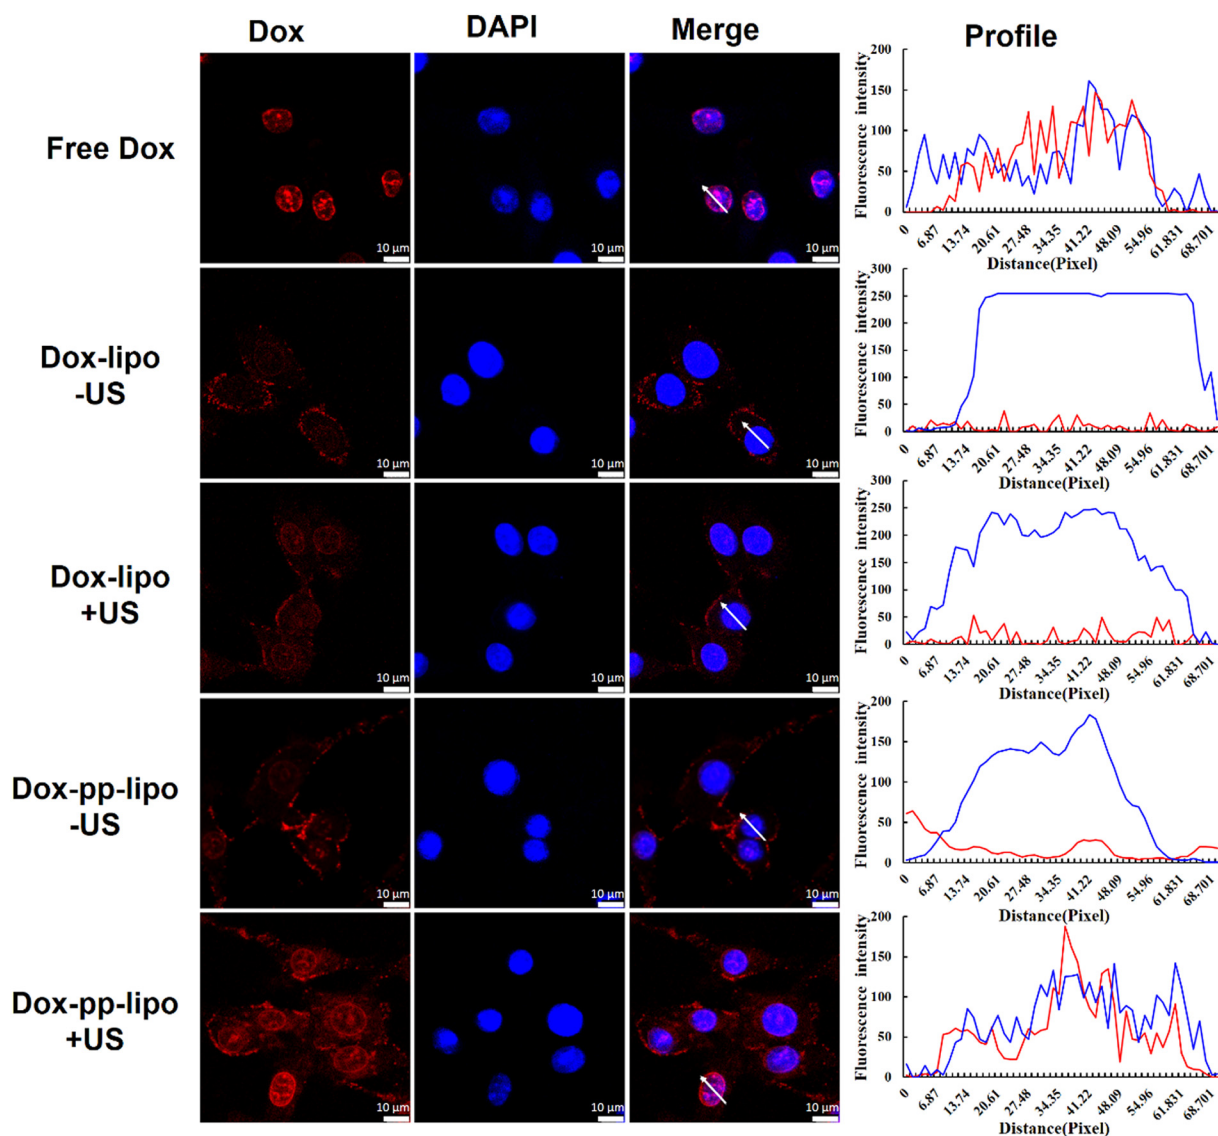 Dox DAPI Merge Profile
Free Dox
10 µm 10 µm 10 µm
Fluorescence intensity
200
150
100
50
0
0 6.87 13.74 20.61 27.48 34.35 41.22 48.09 54.96 61.831 68.701
Distance(Pixel)
Dox-lipo
-US
10 µm 10 µm 10 µm
Fluorescence intensity
300
250
200
150
100
50
0
0 6.87 13.74 20.61 27.48 34.35 41.22 48.09 54.96 61.831 68.701
Distance(Pixel)
Dox-lipo
+US
10 µm 10 µm 10 µm
Fluorescence intensity
300
250
200
150
100
50
0
0 6.87 13.74 20.61 27.48 34.35 41.22 48.09 54.96 61.831 68.701
Distance(Pixel)
Dox-pp-lipo
-US
10 µm 10 µm 10 µm
Fluorescence intensity
200
150
100
50
0
0 6.87 13.74 20.61 27.48 34.35 41.22 48.09 54.96 61.831 68.701
Distance(Pixel)
Dox-pp-lipo
+US
10 µm 10 µm 10 µm
Fluorescence intensity
200
150
100
50
0
0 6.87 13.74 20.61 27.48 34.35 41.22 48.09 54.96 61.831 68.701
Distance(Pixel)